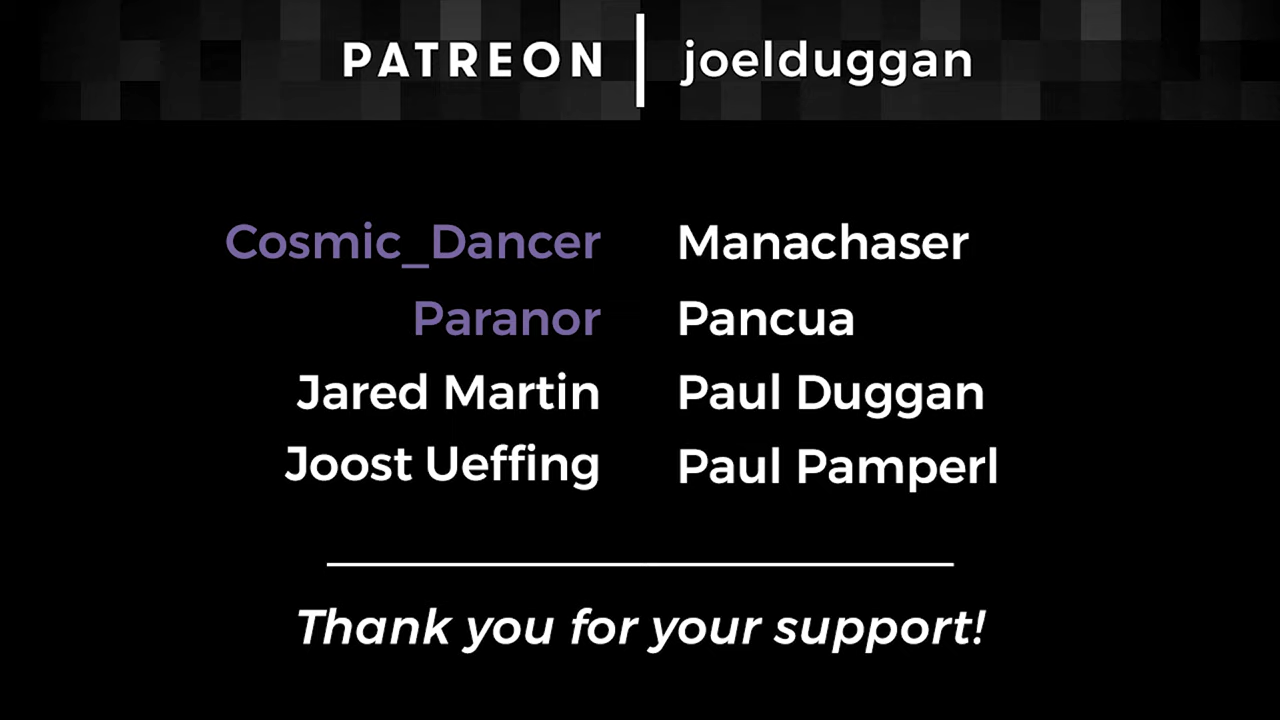 PATREON | joelduggan
Cosmic_Dancer
Paranor
Jared Martin
Joost Ueffing
Manachaser
Pancua
Paul Duggan
Paul Pamperl
Thank you for your support!